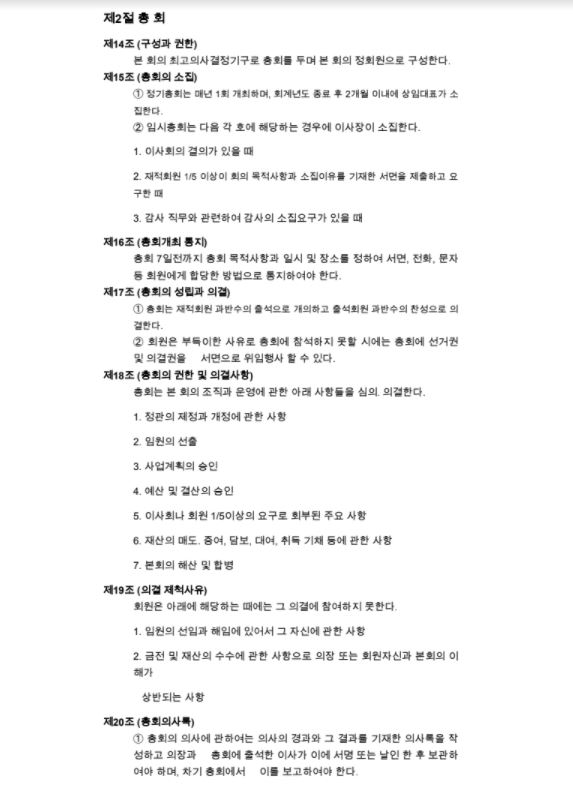 제2절 총 회
제14조 (구성과 권한)
본 회의 최고의사결정기구로 총회를 두며 본 회의 정회원으로 구성한다.
제15조 (총회의 소집)
① 정기총회는 매년 1회 개최하며, 회계년도 종료 후 2개월 이내에 상임대표가 소
집한다.
② 임시총회는 다음 각 호에 해당하는 경우에 이사장이 소집한다.
1. 이사회의 결의가 있을 때
2. 재적회원 1/5 이상이 회의 목적사항과 소집이유를 기재한 서면을 제출하고 요
구한 때
3. 감사 직무와 관련하여 감사의 소집요구가 있을 때
제16조 (총회개최 통지)
총회 7일전까지 총회 목적사항과 일시 및 장소를 정하여 서면, 전화, 문자
등 회원에게 합당한 방법으로 통지하여야 한다.
제17조 (총회의 성립과 의결)
① 총회는 재적회원 과반수의 출석으로 개의하고 출석회원 과반수의 찬성으로 의
결한다.
② 회원은 부득이한 사유로 총회에 참석하지 못할 시에는 총회에 선거권
및 의결권을 서면으로 위임행사 할 수 있다.
제18조 (총회의 권한 및 의결사항)
총회는 본 회의 조직과 운영에 관한 아래 사항들을 심의. 의결한다.
1. 정관의 제정과 개정에 관한 사항
2. 임원의 선출
3. 사업계획의 승인
4. 예산 및 결산의 승인
5. 이사회나 회원 1/5이상의 요구로 회부된 주요 사항
6. 재산의 매도. 증여, 담보, 대여, 취득 기채 등에 관한 사항
7. 본회의 해산 및 합병
제19조 (의결 제척사유)
회원은 아래에 해당하는 때에는 그 의결에 참여하지 못한다.
1. 임원의 선임과 해임에 있어서 그 자신에 관한 사항
2. 금전 및 재산의 수수에 관한 사항으로 의장 또는 회원자신과 본회의 이
해가
상반되는 사항
제20조 (총회의사록)
① 총회의 의사에 관하여는 의사의 경과와 그 결과를 기재한 의사록을 작
성하고 의장과 총회에 출석한 이사가 이에 서명 또는 날인 한 후 보관하
여야 하며, 차기 총회에서 이를 보고하여야 한다.